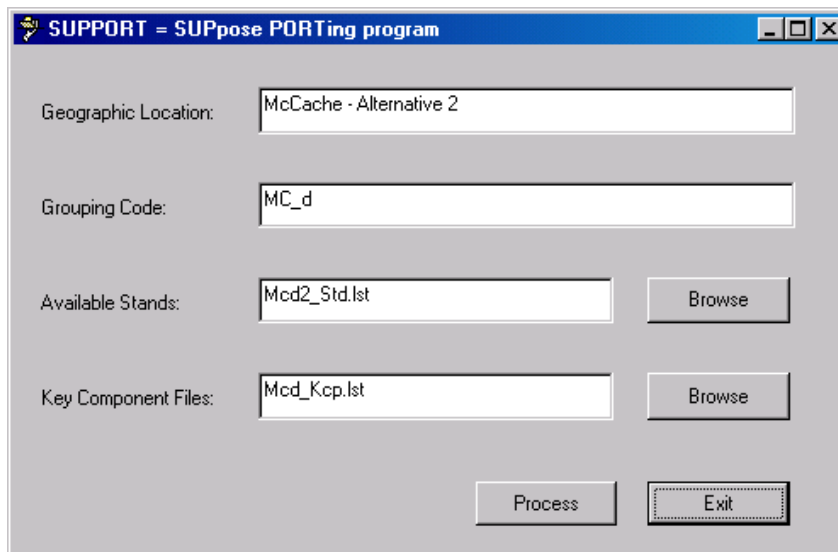 SUPPORT = SUPpose PORTing program
Geographic Location: McCache - Alternative 2
Grouping Code: MC_d
Available Stands: Mcd2_Std.lst Browse
Key Component Files: Mcd_Kcp.lst Browse
Process Exit